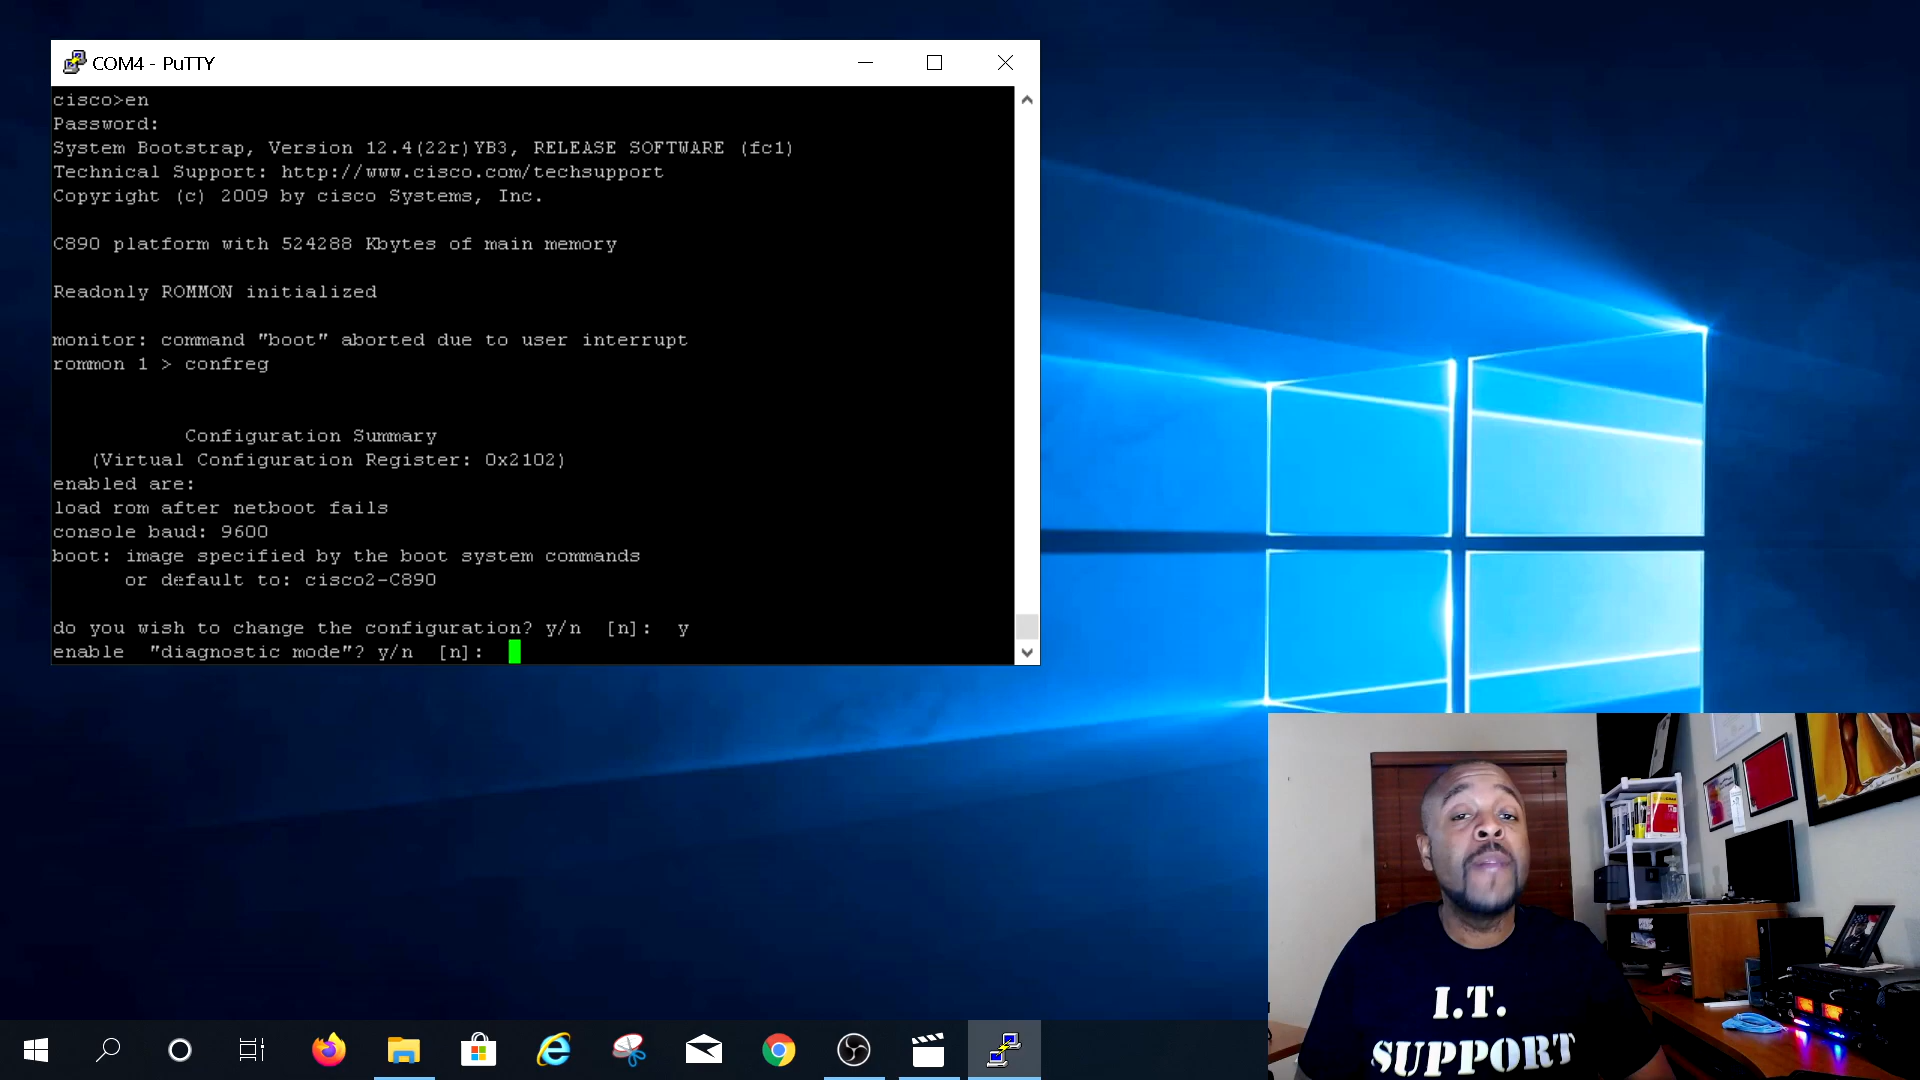 COM4 - PuTTY
cisco>en
Password:
System Bootstrap, Version 12.4(22r)YB3, RELEASE SOFTWARE (fc1)
Technical Support: http://www.cisco.com/techsupport
Copyright (c) 2009 by cisco Systems, Inc.
C890 platform with 524288 Kbytes of main memory
Readonly ROMMON initialized
monitor: command "boot" aborted due to user interrupt
rommon 1 > confreg
Configuration Summary
(Virtual Configuration Register: 0x2102)
enabled are:
load rom after netboot fails
console baud: 9600
boot: image specified by the boot system commands
or default to: cisco2-C890
do you wish to change the configuration? y/n  [n]:  y
enable  "diagnostic mode"? y/n  [n]:
I.T.
SUPPORT